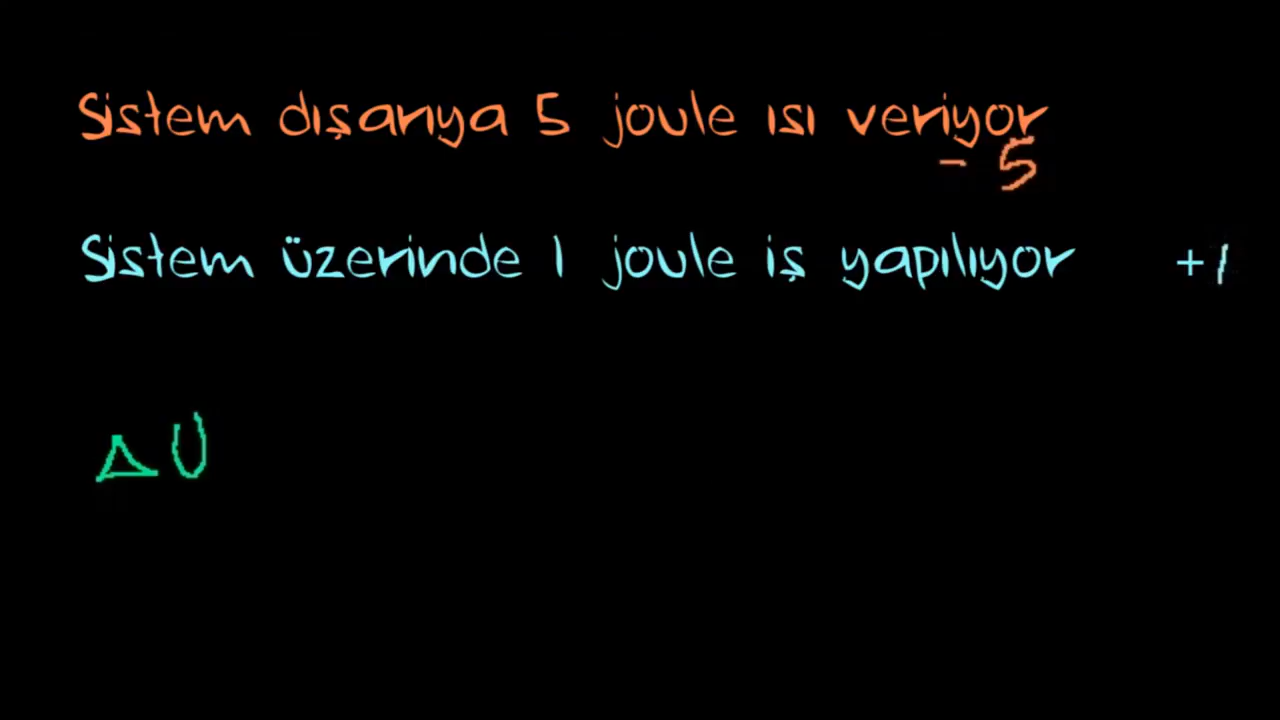 Sistem dışarıya 5 joule ısı veriyor
- 5
Sistem üzerinde 1 joule iş yapılıyor +1
ΔU